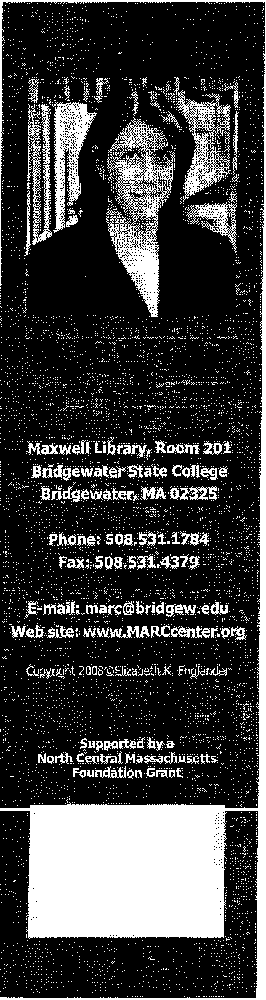 Maxwell Library, Room 201
Bridgewater State College
Bridgewater, MA 02325
Phone: 508.531.1784
Fax: 508.531.4379
E-mail: marc@bridgew.edu
Web site: www.MARCcenter.org
Copyright 2008©Elizabeth K. Englander
Supported by a
North Central Massachusetts
Foundation Grant